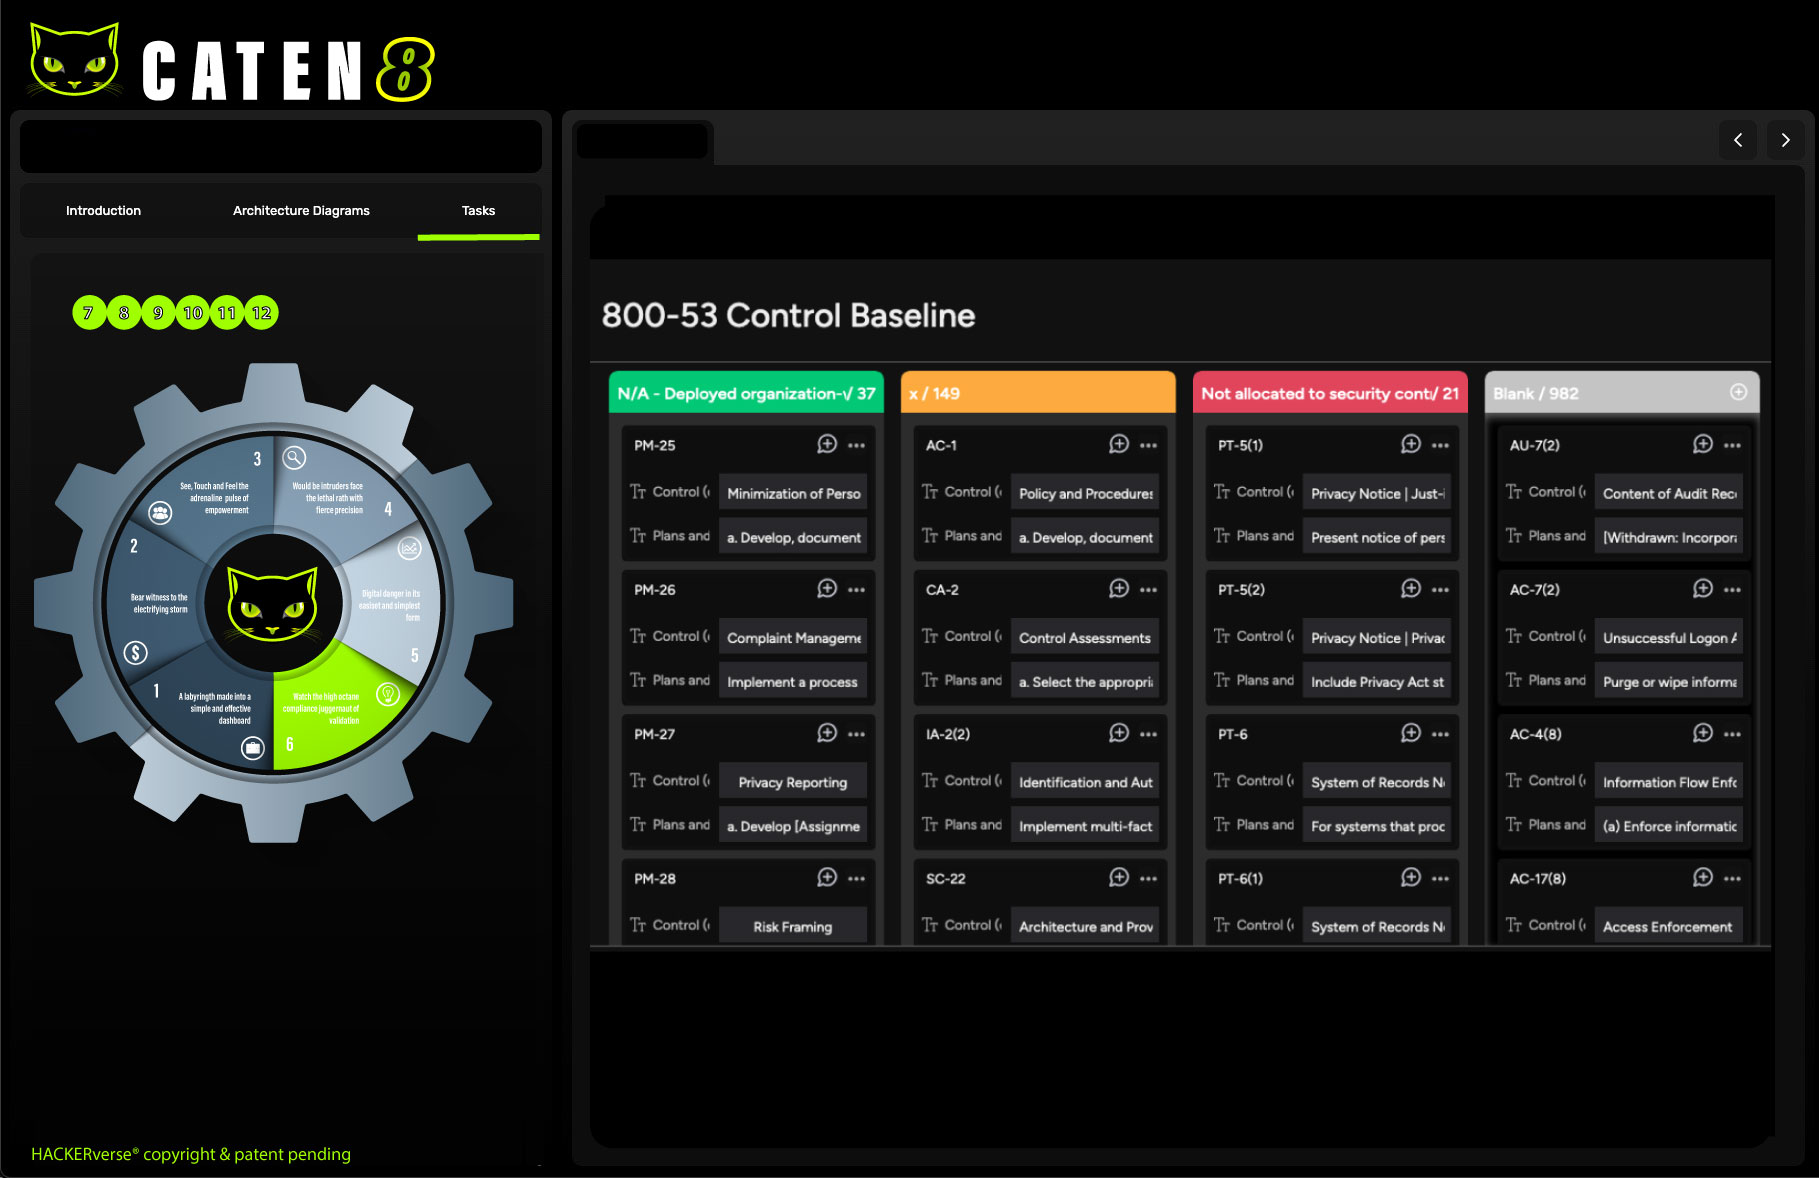 CATEN8
Introduction
Architecture Diagrams
Tasks
7 8 9 10 11 12
3
See, Touch and Feel the
adrenaline pulse of
empowerment
Would be intruders face
the lethal rath with
fierce precision
4
2
Bear witness to the
electrifying storm
$
Digital danger in its
easiset and simplest
form
5
1
A labyringth made into a
simple and effective
dashboard
Watch the high octane
compliance juggernaut of
validation
6
HACKERverse® copyright & patent pending
800-53 Control Baseline
N/A - Deployed organization-v/ 37
PM-25
Control (
Minimization of Perso
Plans and
a. Develop, document
PM-26
Control (
Complaint Manageme
Plans and
Implement a process
PM-27
Control (
Privacy Reporting
Plans and
a. Develop [Assignme
PM-28
Control (
Risk Framing
x / 149
AC-1
Control (
Policy and Procedures
Plans and
a. Develop, document
CA-2
Control (
Control Assessments
Plans and
a. Select the appropri
IA-2(2)
Control (
Identification and Aut
Plans and
Implement multi-fact
SC-22
Control (
Architecture and Prov
Not allocated to security cont/ 21
PT-5(1)
Control (
Privacy Notice | Just-i
Plans and
Present notice of pers
PT-5(2)
Control (
Privacy Notice | Privac
Plans and
Include Privacy Act st
PT-6
Control (
System of Records N
Plans and
For systems that proc
PT-6(1)
Control (
System of Records N
Blank / 982
AU-7(2)
Control (
Content of Audit Rec
Plans and
[Withdrawn: Incorpora
AC-7(2)
Control (
Unsuccessful Logon A
Plans and
Purge or wipe informa
AC-4(8)
Control (
Information Flow Enfo
Plans and
(a) Enforce informatic
AC-17(8)
Control (
Access Enforcement